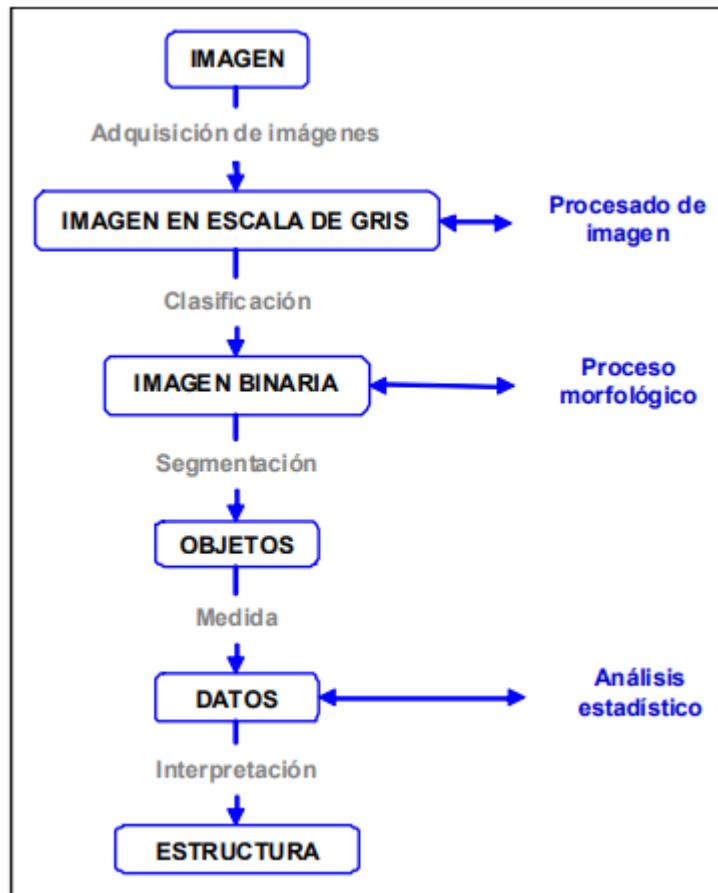 IMAGEN
Adquisición de imágenes
IMAGEN EN ESCALA DE GRIS
Procesado de
imagen
Clasificación
IMAGEN BINARIA
Proceso
morfológico
Segmentación
OBJETOS
Medida
DATOS
Análisis
estadístico
Interpretación
ESTRUCTURA